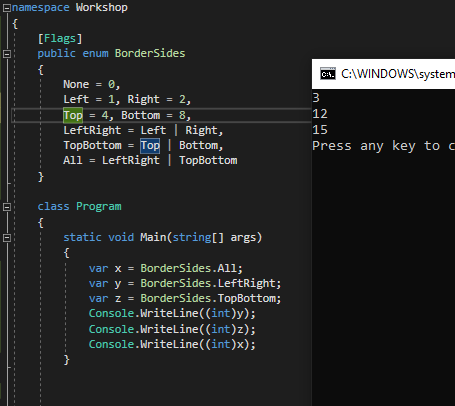 namespace Workshop
{
[Flags]
public enum BorderSides
{
None = 0,
Left = 1, Right = 2,
Top = 4, Bottom = 8,
LeftRight = Left | Right,
TopBottom = Top | Bottom,
All = LeftRight | TopBottom
}
class Program
{
static void Main(string[] args)
{
var x = BorderSides.All;
var y = BorderSides.LeftRight;
var z = BorderSides.TopBottom;
Console.WriteLine((int)y);
Console.WriteLine((int)z);
Console.WriteLine((int)x);
}
C:\WINDOWS\system
3
12
15
Press any key to c